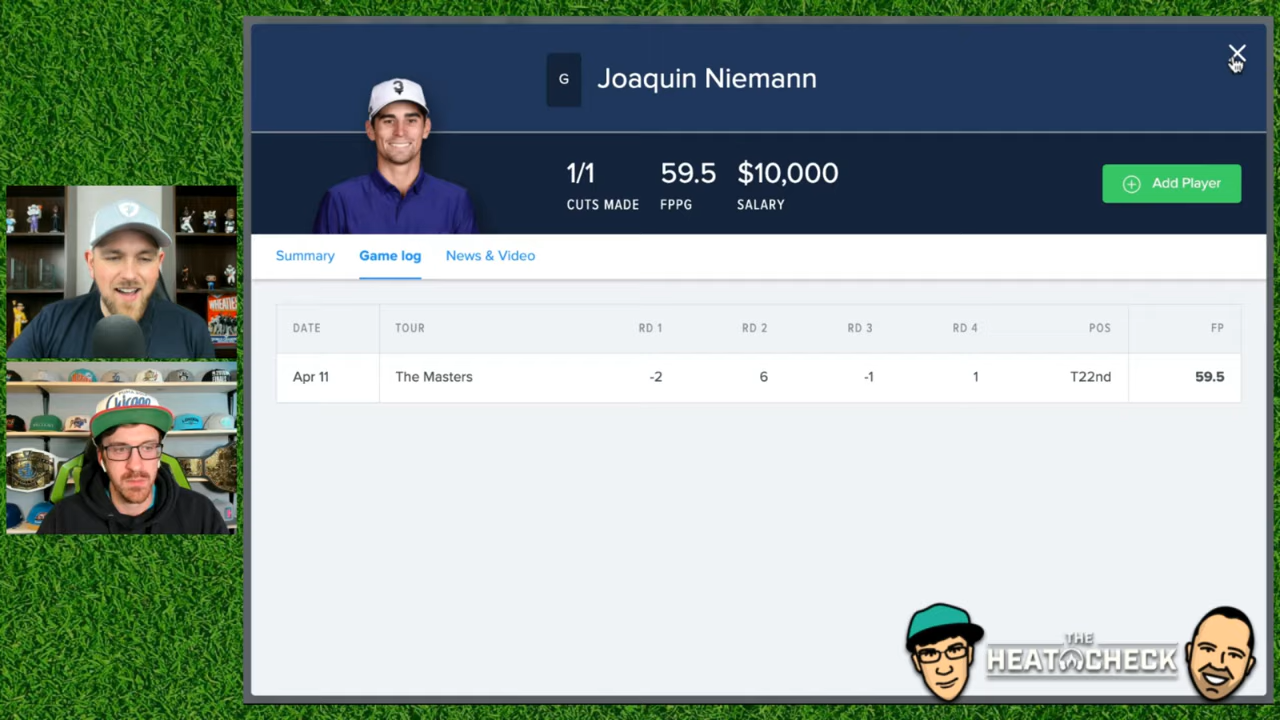 G
Joaquin Niemann
1/1
59.5
$10,000
CUTS MADE
FPPG
SALARY
Add Player
Summary
Game log
News & Video
DATE
TOUR
RD 1
RD 2
RD 3
RD 4
POS
FP
Apr 11
The Masters
-2
6
-1
1
T22nd
59.5
WHEATIES
Chicago
THE
HEAT CHECK